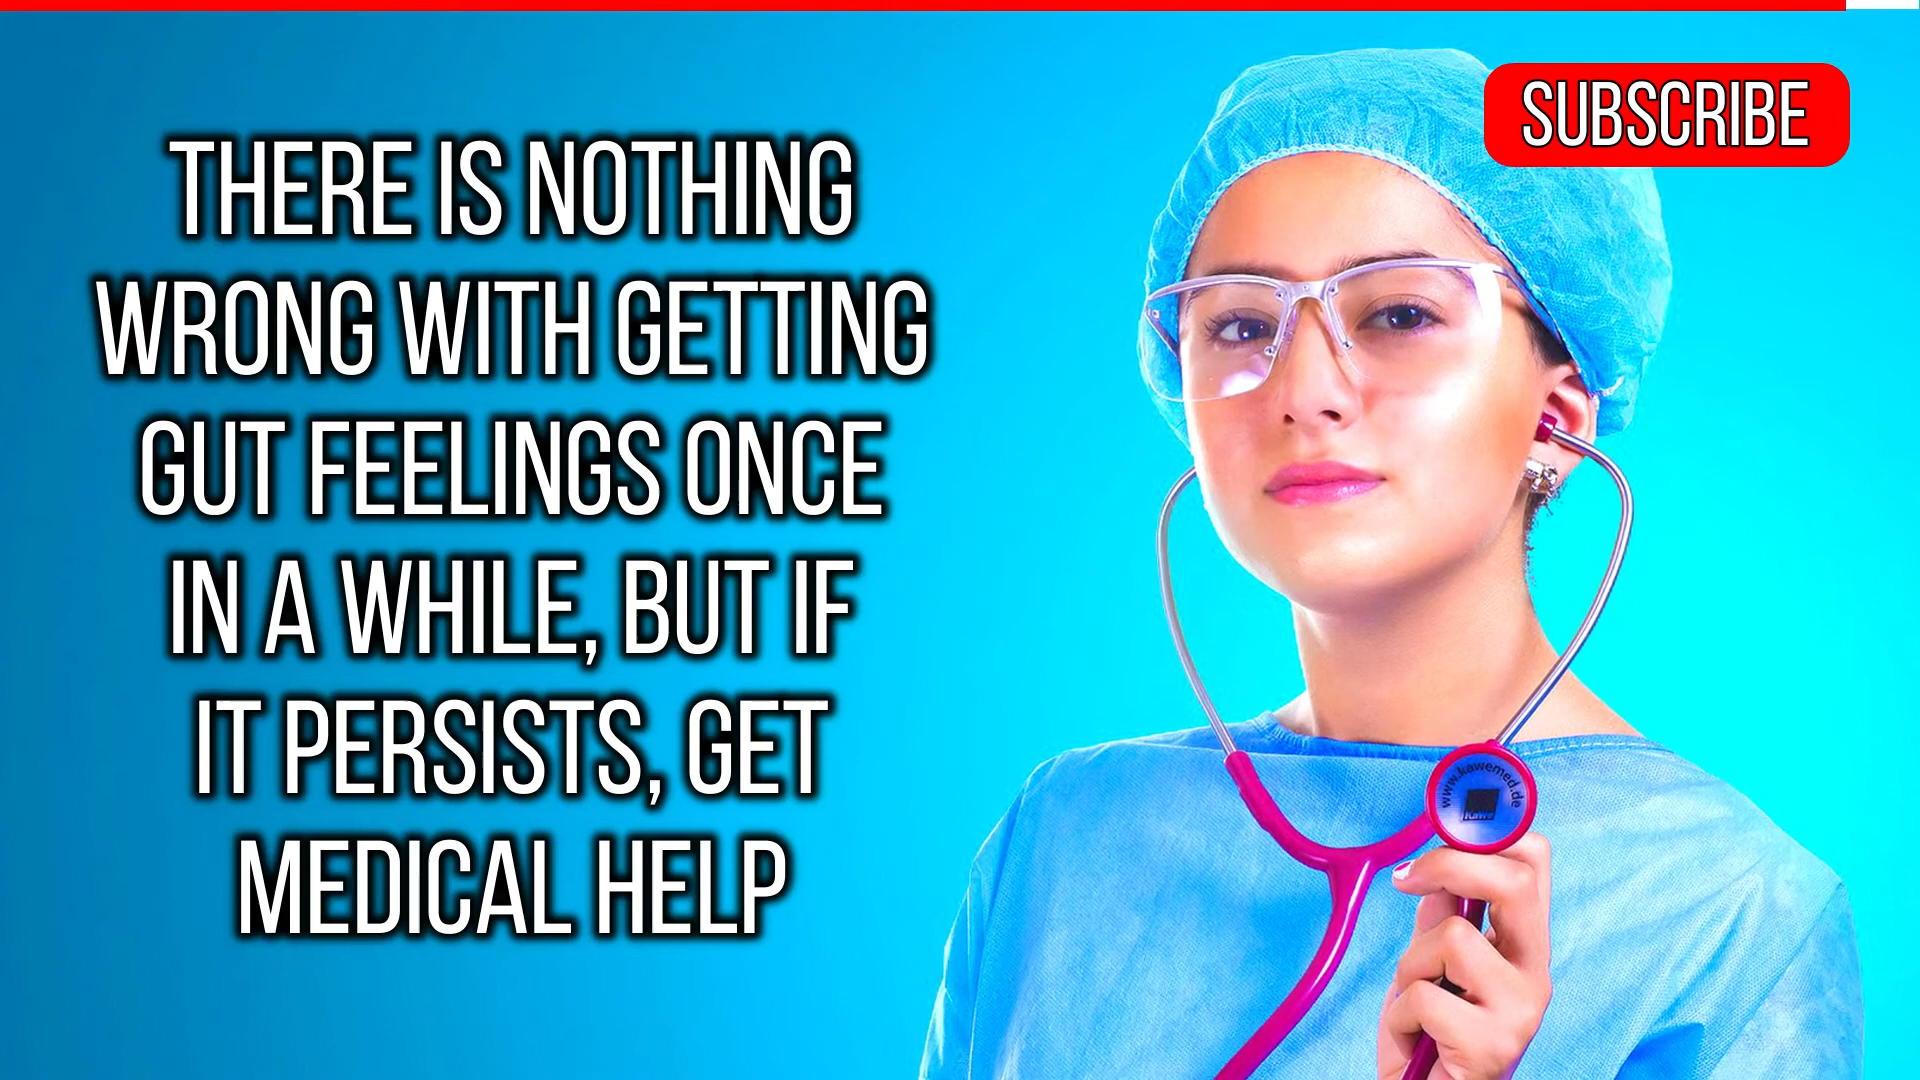 SUBSCRIBE
THERE IS NOTHING
WRONG WITH GETTING
GUT FEELINGS ONCE
IN A WHILE, BUT IF
IT PERSISTS, GET
MEDICAL HELP
www.kawemed.de
KaWe